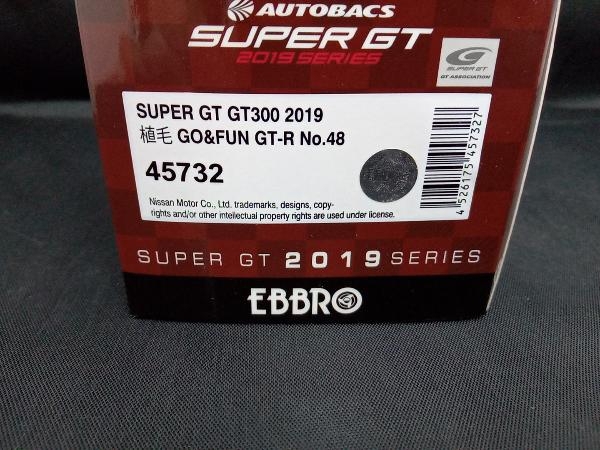 AUTOBACS
SUPER GT
2019 SERIES
SUPER GT
GT ASSOCIATION
SUPER GT GT300 2019
植毛 GO&FUN GT-R No.48
45732
Nissan Motor Co., Ltd. trademarks, designs, copy-
rights and/or other intellectual property rights are used under license.
4 526175 457327
SUPER GT 2019 SERIES
EBBRO